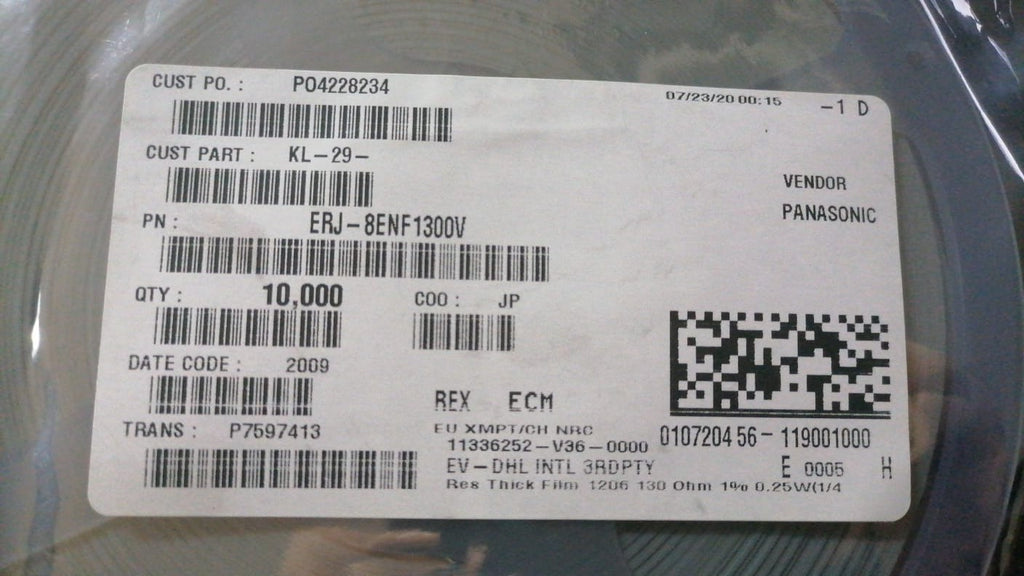 CUST PO. : PO4228234
07/23/20 00:15 -1 D
CUST PART : KL-29-
VENDOR
PANASONIC
PN : ERJ-8ENF1300V
QTY : 10,000 COO : JP
DATE CODE : 2009
REX ECM
TRANS : P7597413
EU XMPT/CH NRC
11336252-V36-0000
010720456-119001000
EV-DHL INTL 3RDPTY
E 0005 H
Res Thick Film 1206 130 Ohm 1% 0.25W(1/4